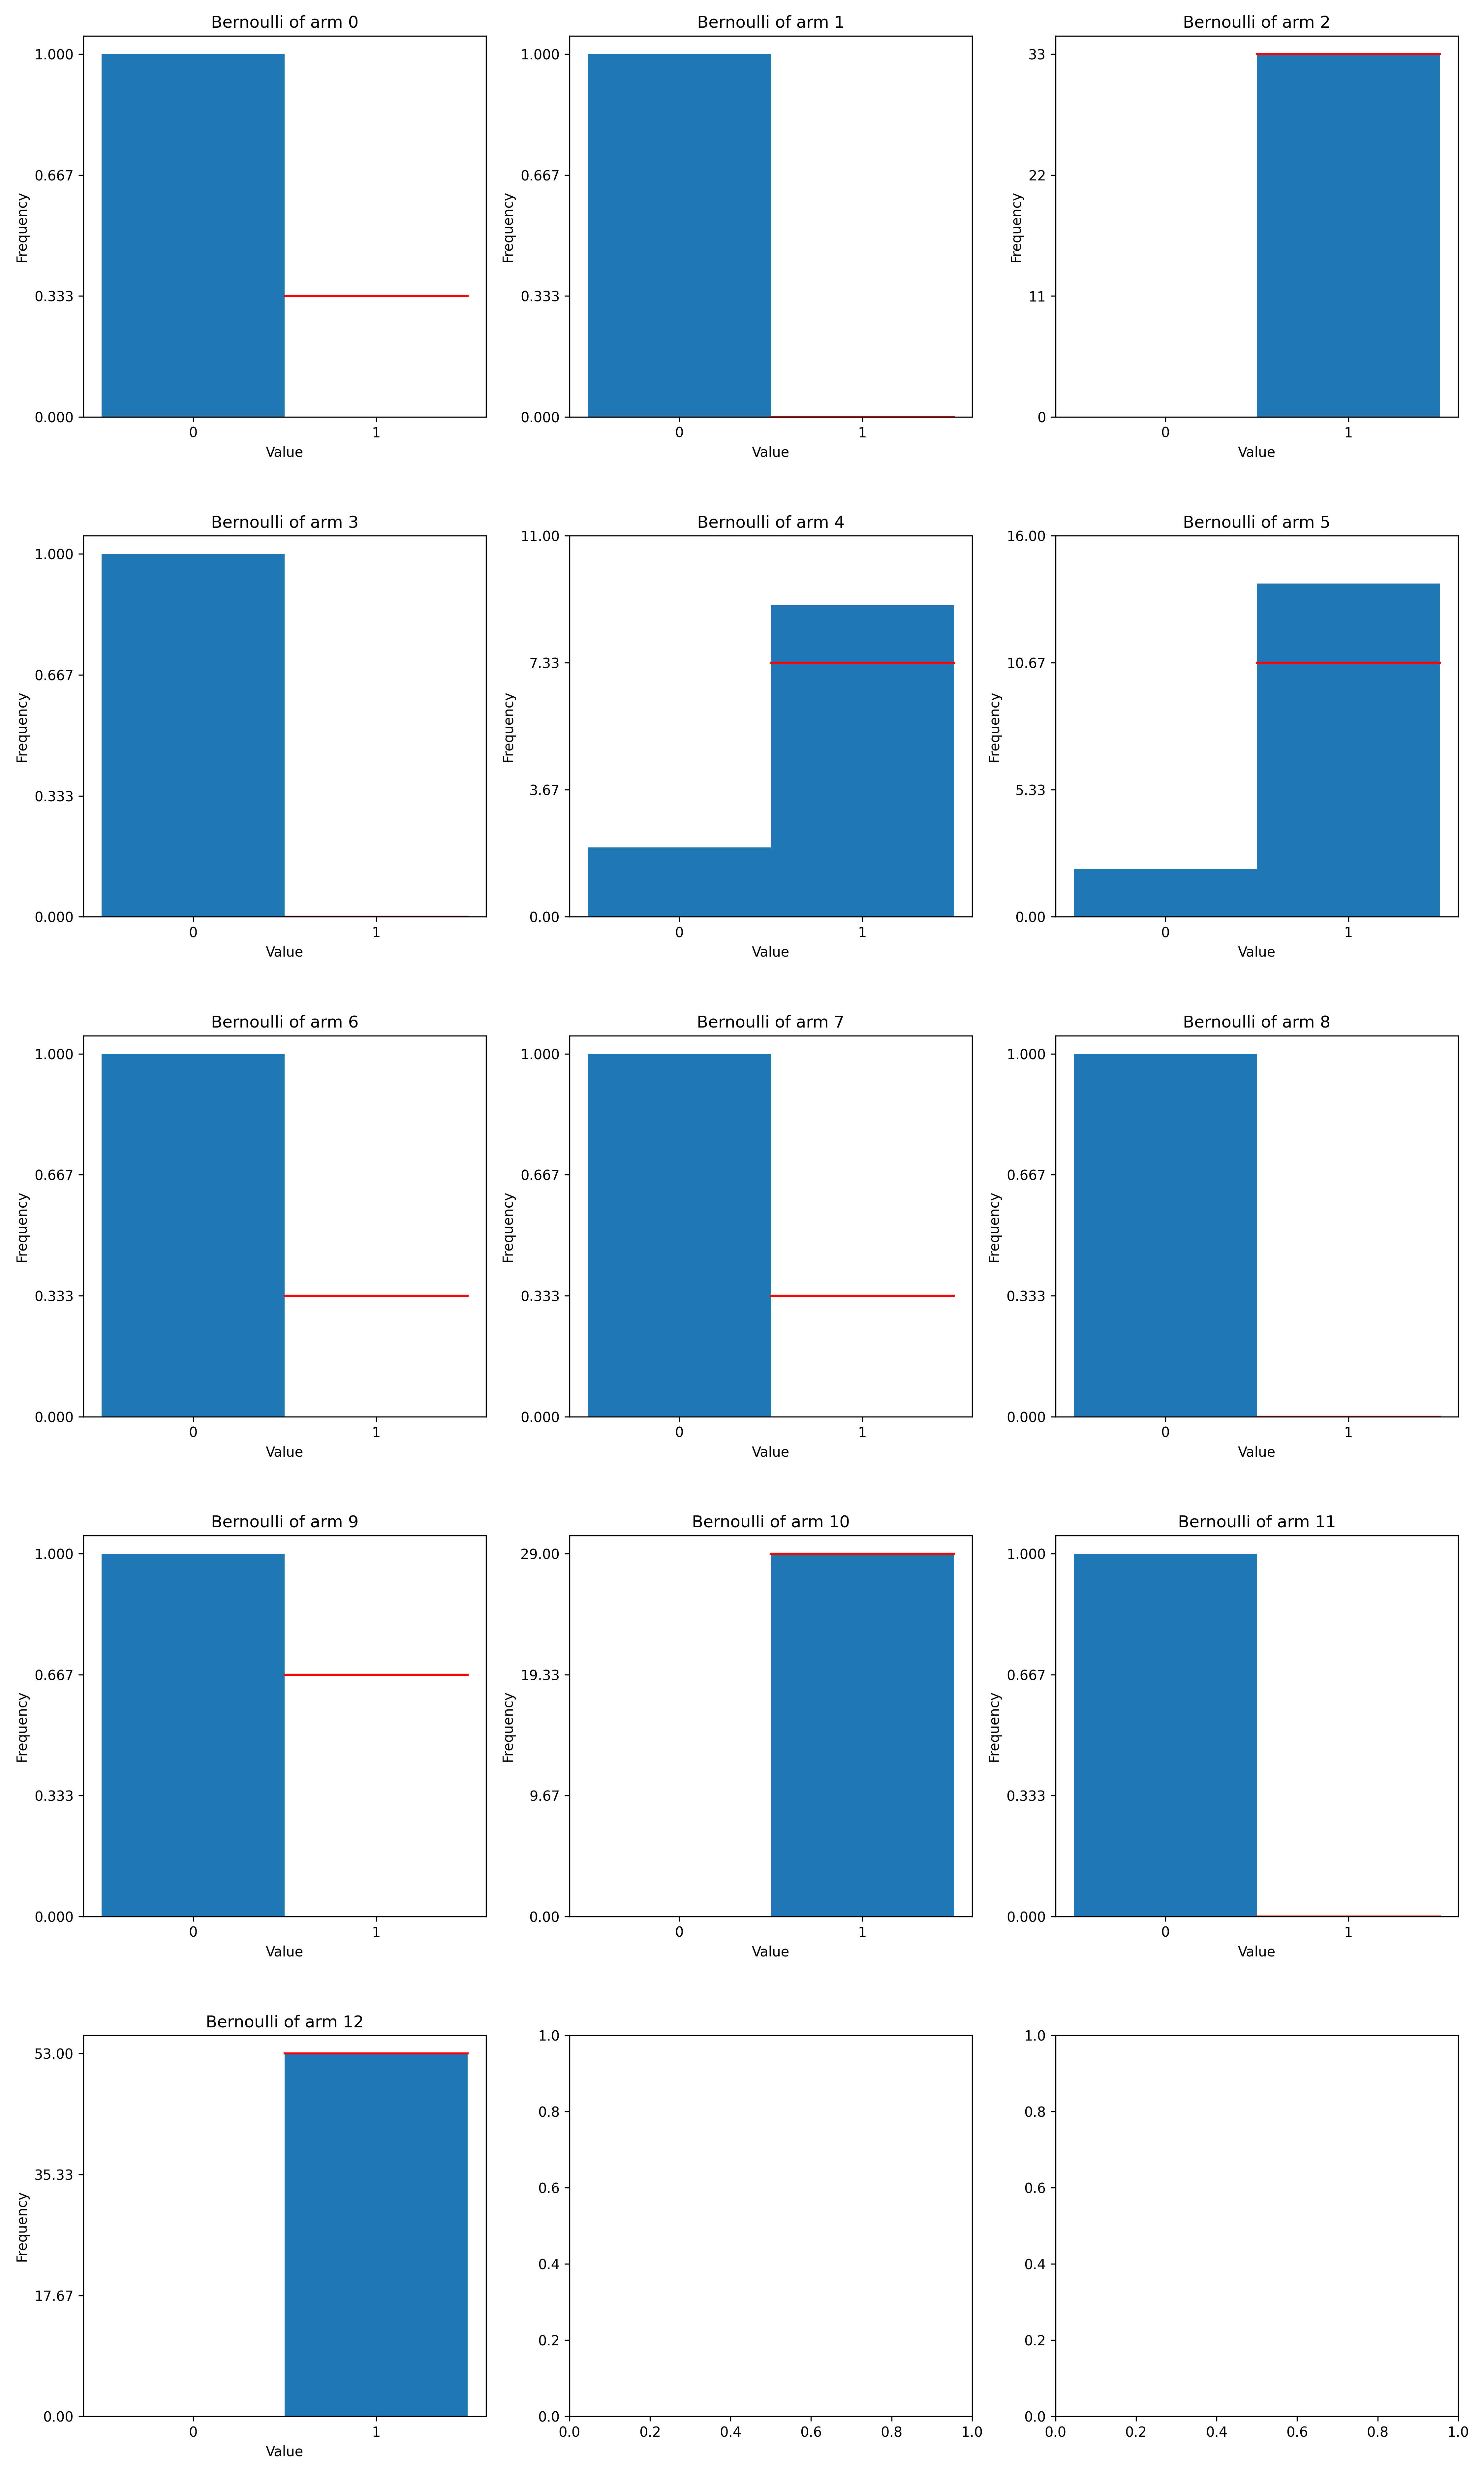 Bernoulli of arm 0
1.000
0.667
0.333
0.000
Frequency
0 1
Value
Bernoulli of arm 1
1.000
0.667
0.333
0.000
Frequency
0 1
Value
Bernoulli of arm 2
33
22
11
0
Frequency
0 1
Value
Bernoulli of arm 3
1.000
0.667
0.333
0.000
Frequency
0 1
Value
Bernoulli of arm 4
11.00
7.33
3.67
0.00
Frequency
0 1
Value
Bernoulli of arm 5
16.00
10.67
5.33
0.00
Frequency
0 1
Value
Bernoulli of arm 6
1.000
0.667
0.333
0.000
Frequency
0 1
Value
Bernoulli of arm 7
1.000
0.667
0.333
0.000
Frequency
0 1
Value
Bernoulli of arm 8
1.000
0.667
0.333
0.000
Frequency
0 1
Value
Bernoulli of arm 9
1.000
0.667
0.333
0.000
Frequency
0 1
Value
Bernoulli of arm 10
29.00
19.33
9.67
0.00
Frequency
0 1
Value
Bernoulli of arm 11
1.000
0.667
0.333
0.000
Frequency
0 1
Value
Bernoulli of arm 12
53.00
35.33
17.67
0.00
Frequency
0 1
Value
1.0
0.8
0.6
0.4
0.2
0.0
0.0 0.2 0.4 0.6 0.8 1.0
1.0
0.8
0.6
0.4
0.2
0.0
0.0 0.2 0.4 0.6 0.8 1.0